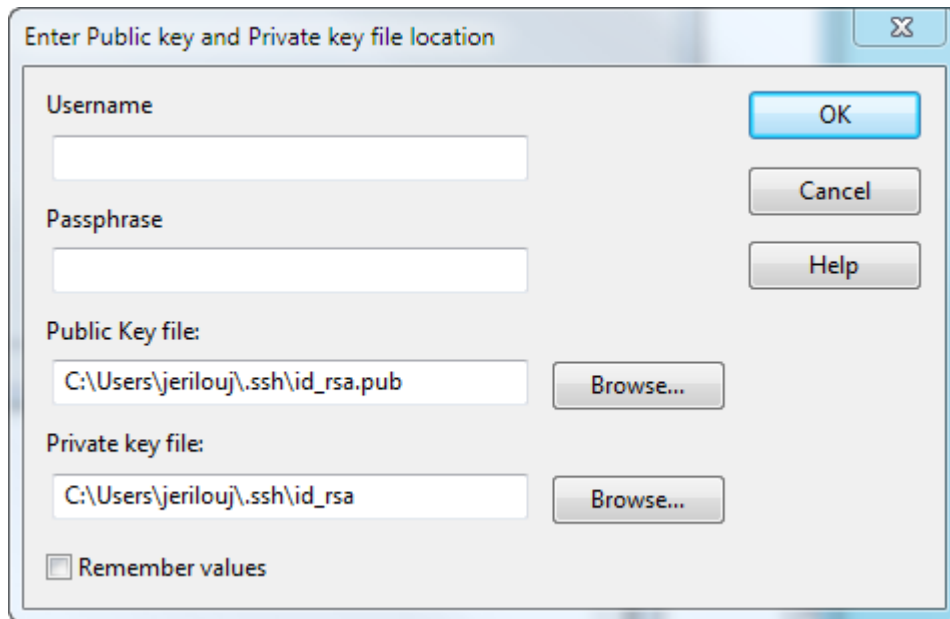 Enter Public key and Private key file location
Username
OK
Cancel
Passphrase
Help
Public Key file:
C:\Users\jerilouj\.ssh\id_rsa.pub
Browse...
Private key file:
C:\Users\jerilouj\.ssh\id_rsa
Browse...
Remember values